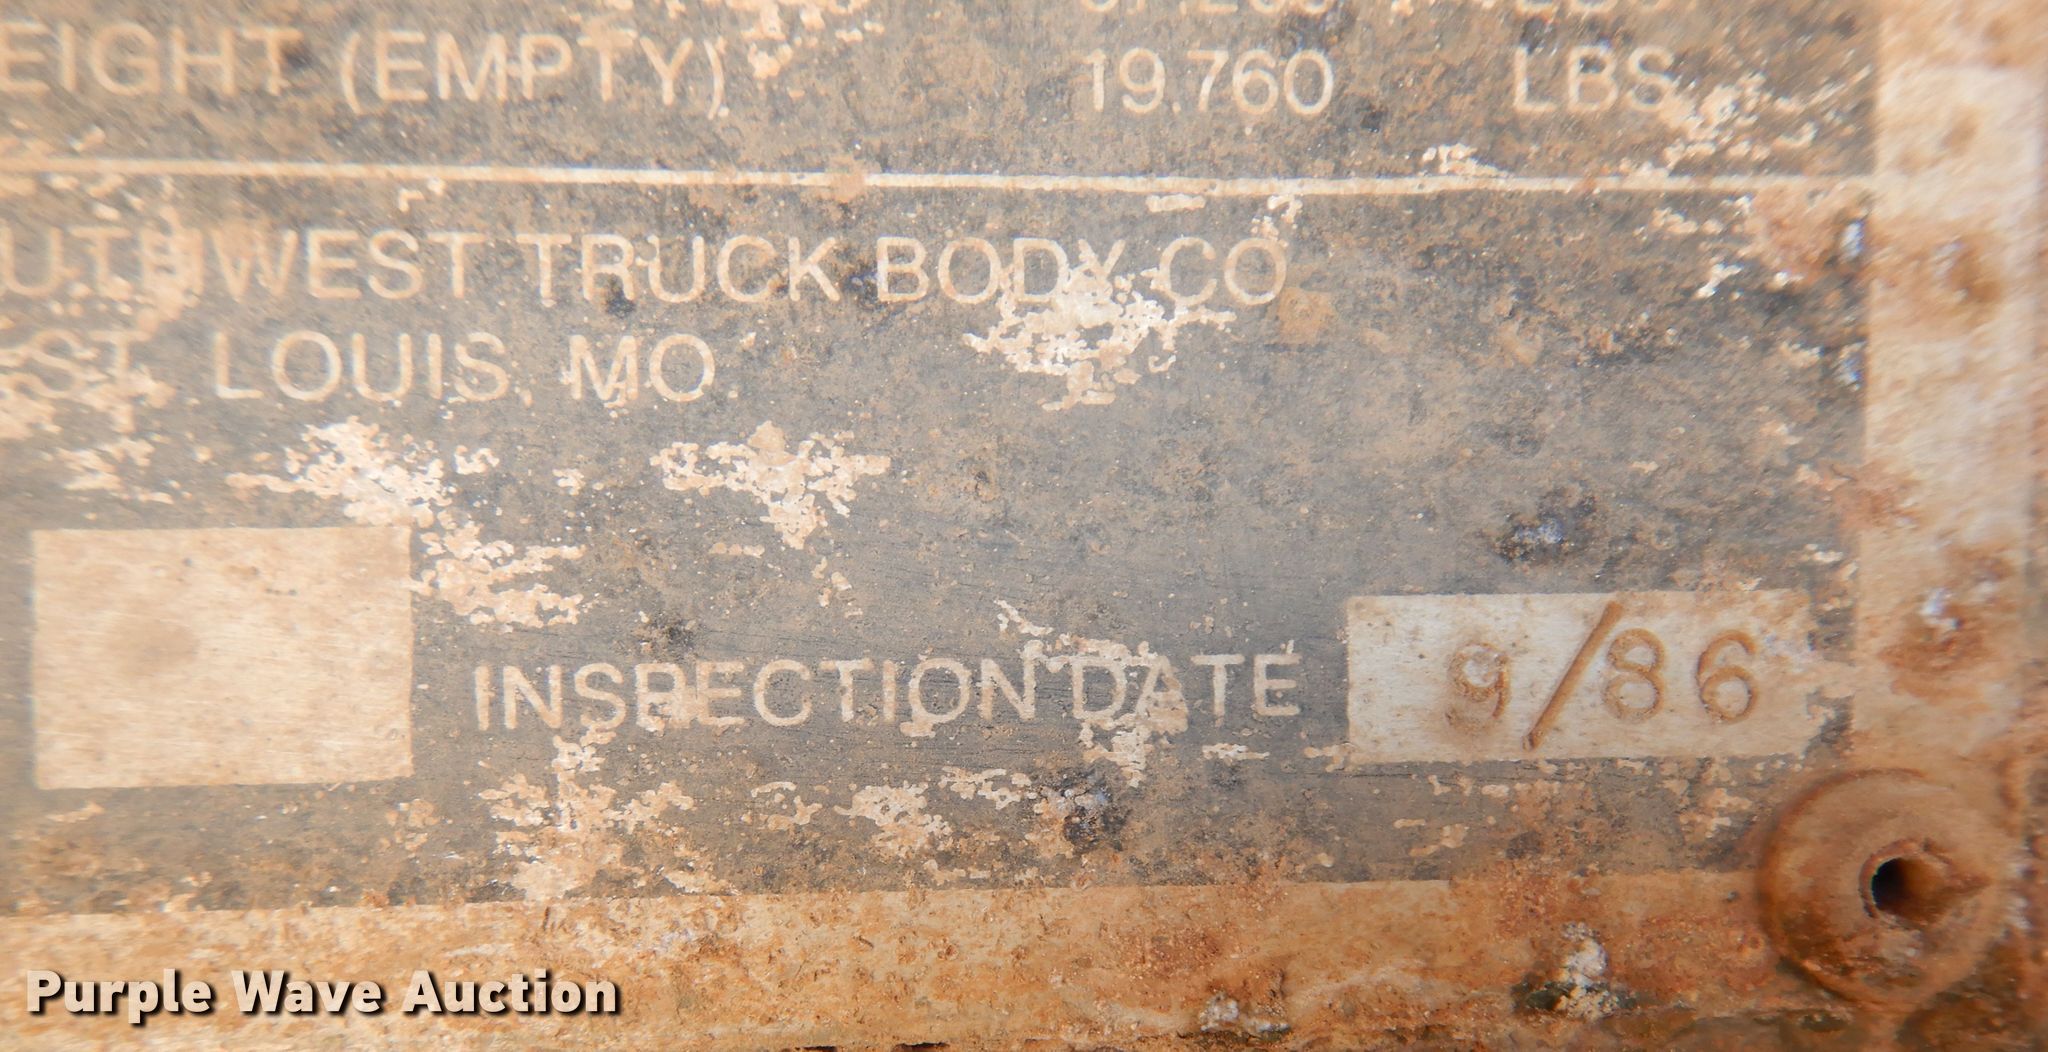 EIGHT (EMPTY) 19.760 LBS
UTHWEST TRUCK BODY CO
ST. LOUIS, MO
INSPECTION DATE 9/86
Purple Wave Auction